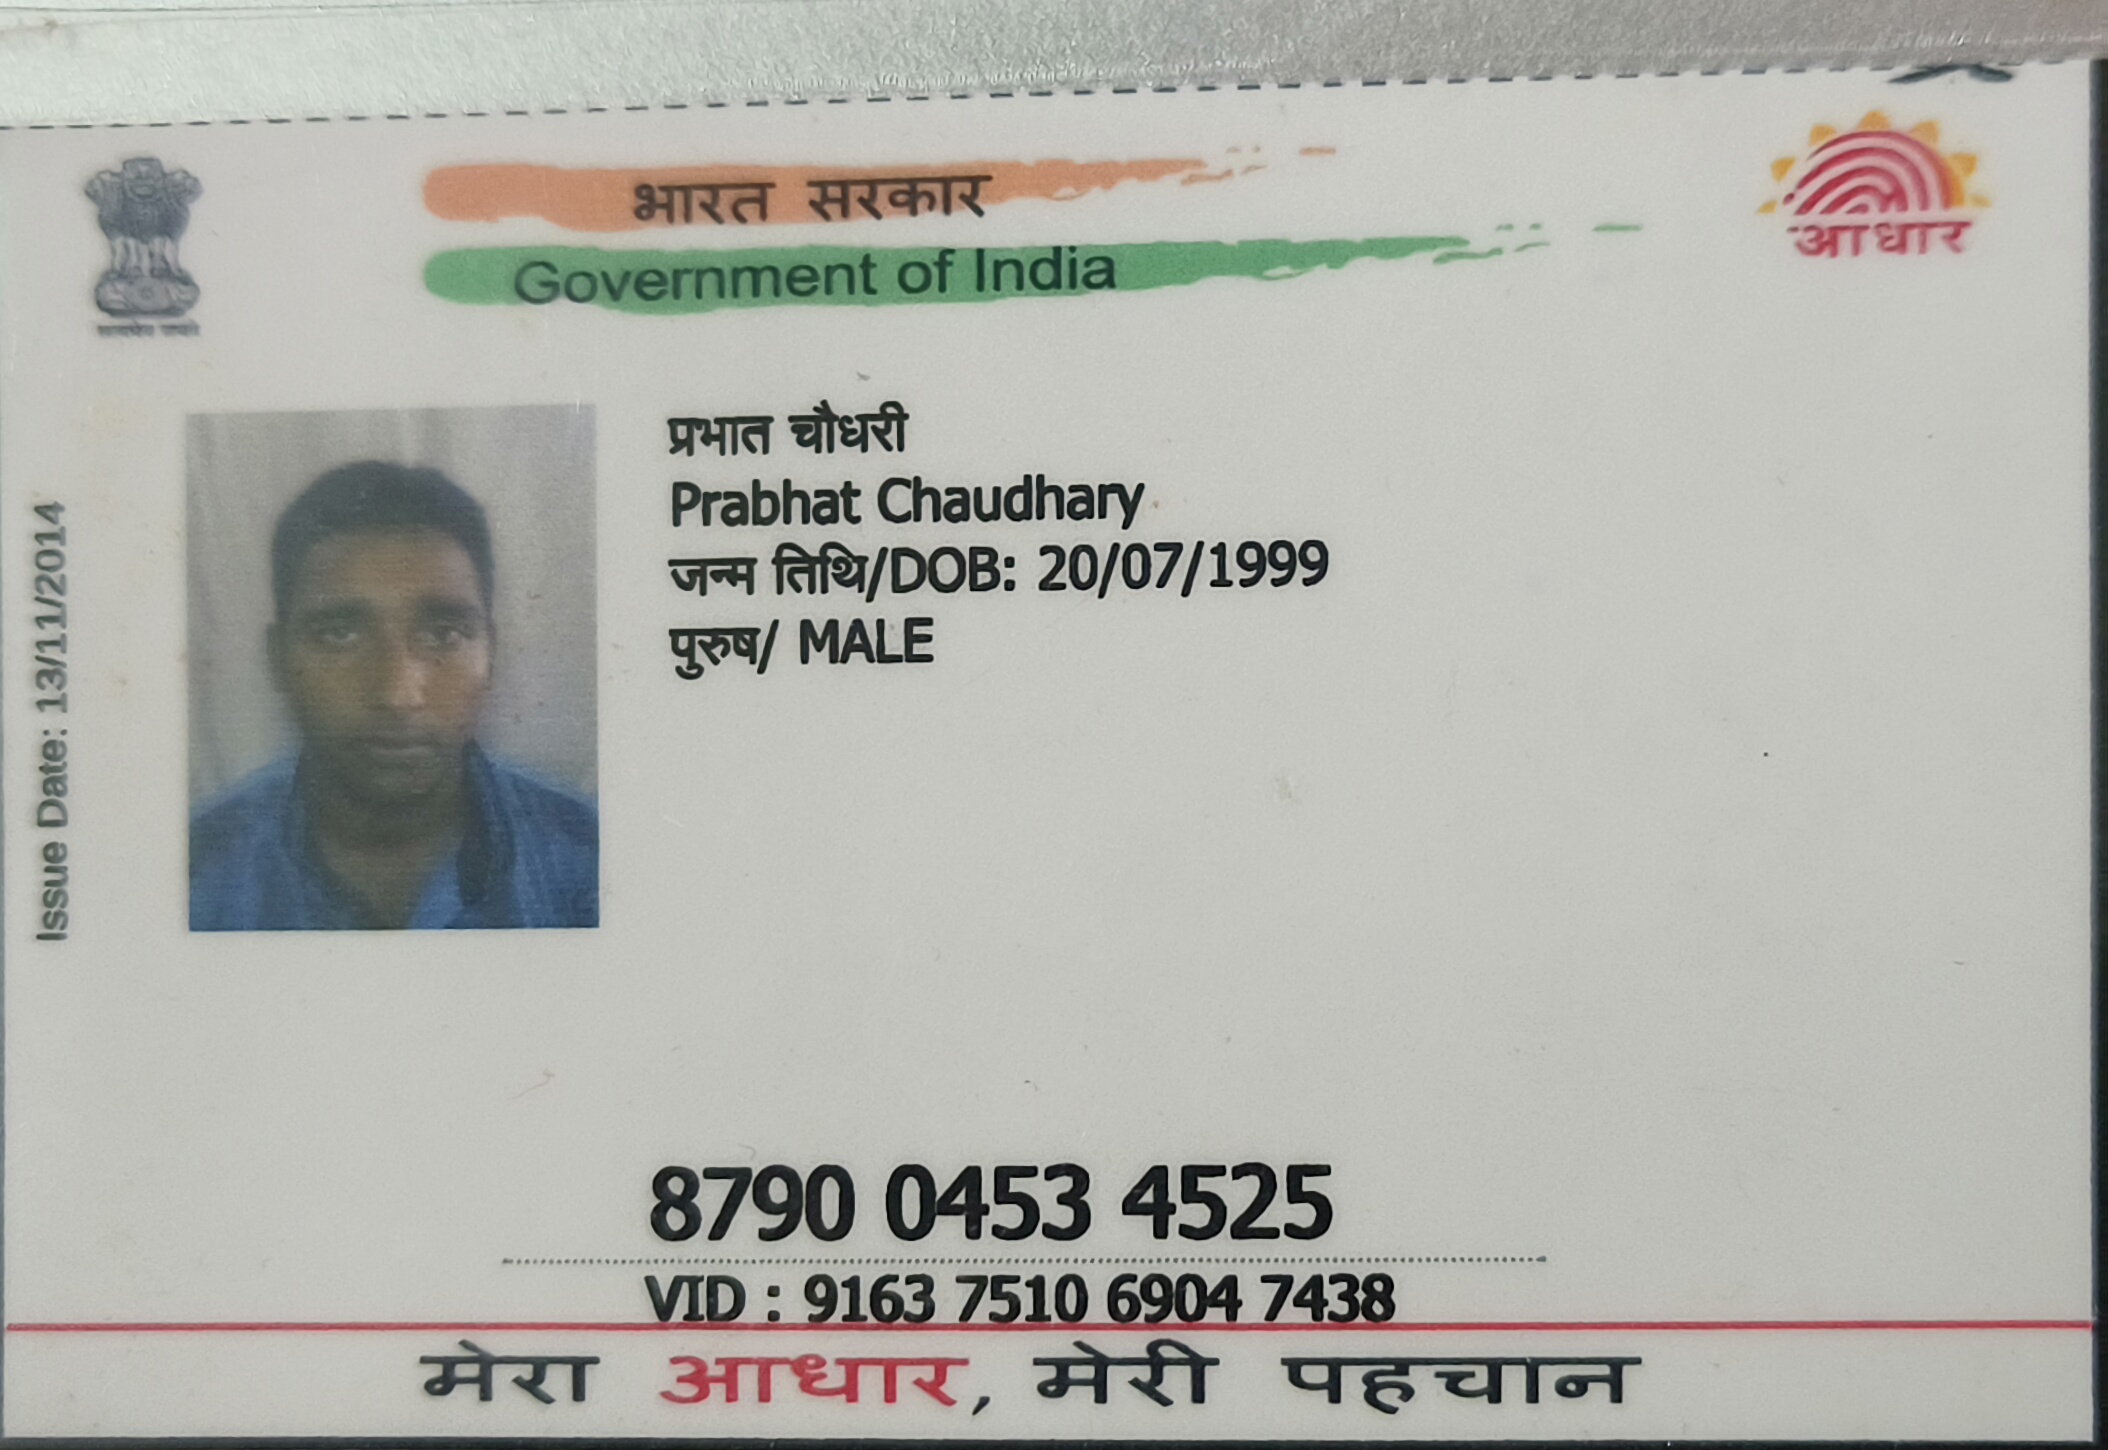 भारत सरकार
Government of India
आधार
Issue Date: 13/11/2014
प्रभात चौधरी
Prabhat Chaudhary
जन्म तिथि/DOB: 20/07/1999
पुरुष/ MALE
8790 0453 4525
VID : 9163 7510 6904 7438
मेरा आधार, मेरी पहचान